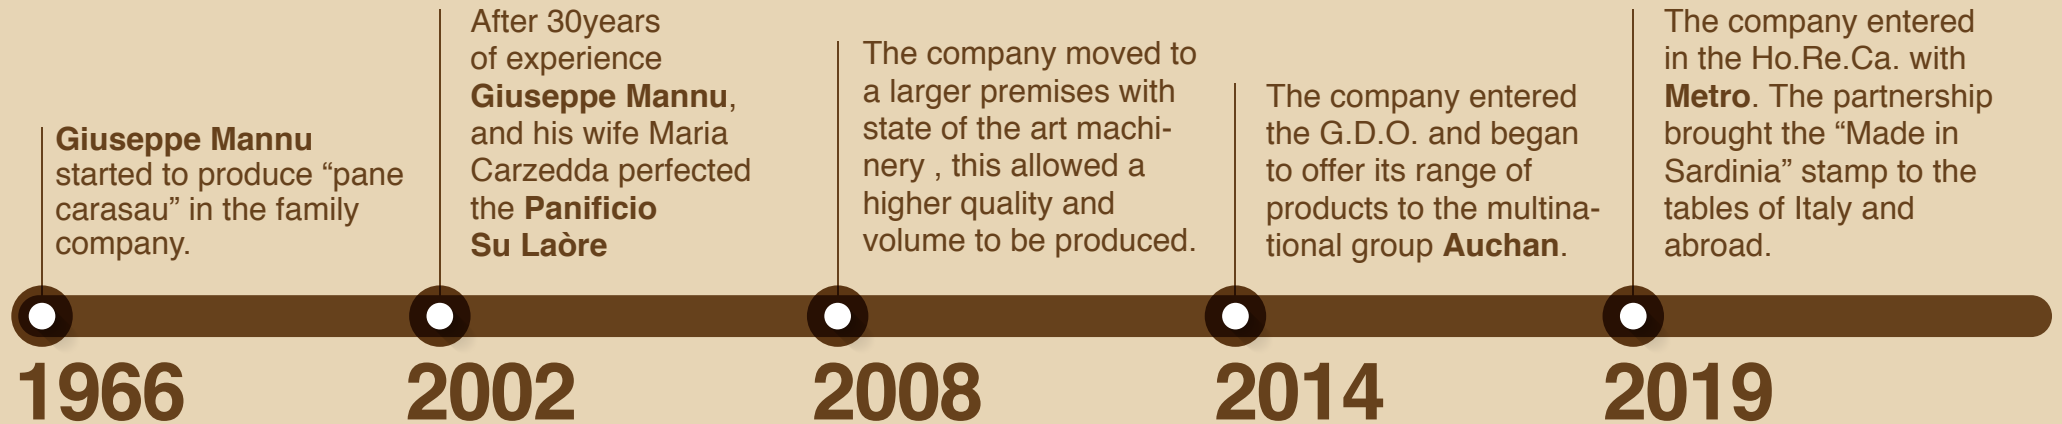 Giuseppe Mannu
started to produce “pane
carasau” in the family
company.
1966
After 30years
of experience
Giuseppe Mannu,
and his wife Maria
Carzedda perfected
the Panificio
Su Laòre
2002
The company moved to
a larger premises with
state of the art machi-
nery , this allowed a
higher quality and
volume to be produced.
2008
The company entered
the G.D.O. and began
to offer its range of
products to the multina-
tional group Auchan.
2014
The company entered
in the Ho.Re.Ca. with
Metro. The partnership
brought the “Made in
Sardinia” stamp to the
tables of Italy and
abroad.
2019